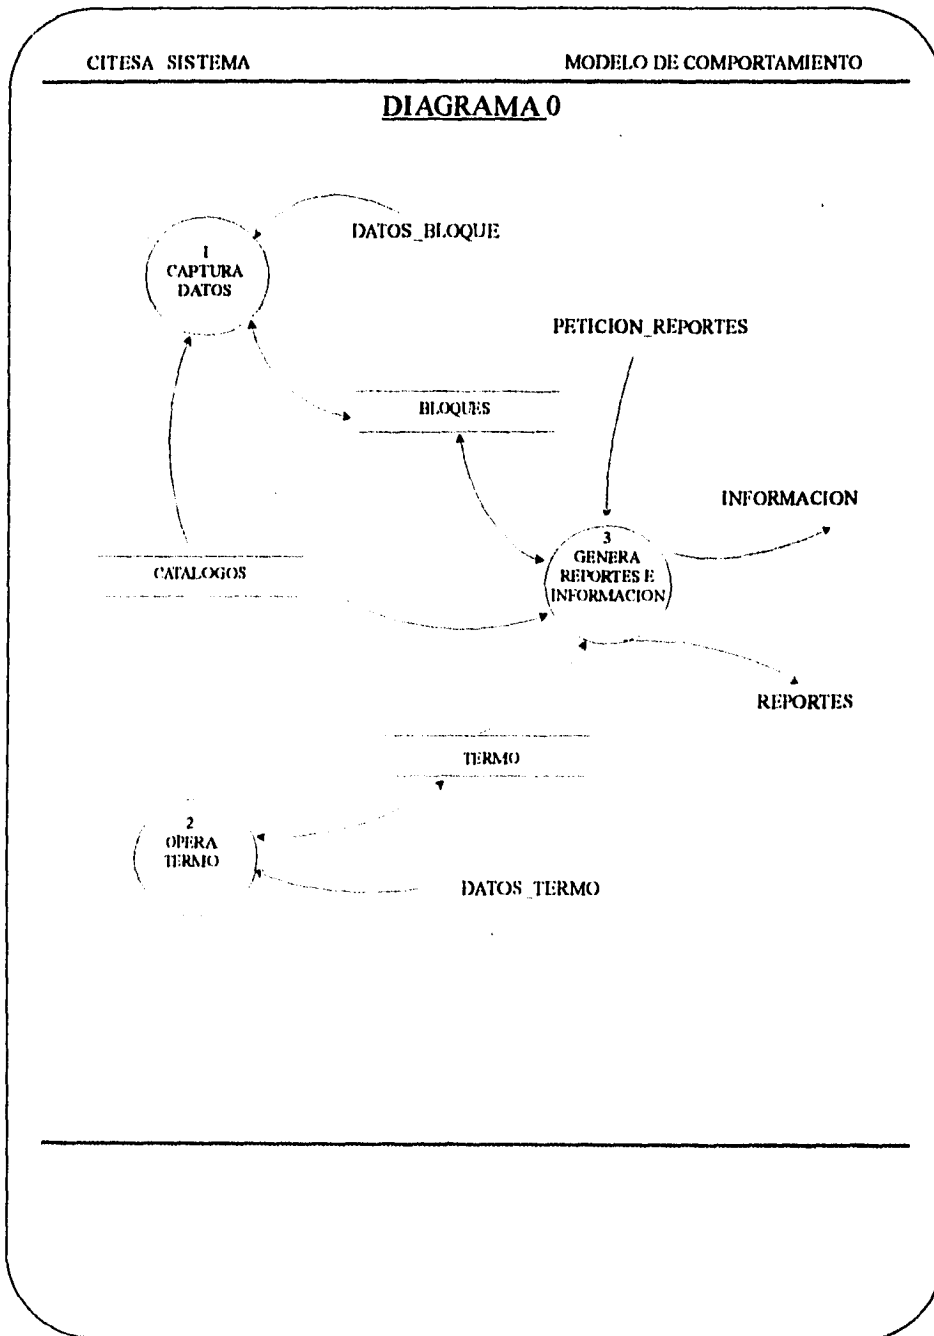 CITESA SISTEMA
MODELO DE COMPORTAMIENTO
DIAGRAMA 0
DATOS_BLOQUE
1
CAPTURA
DATOS
PETICION_REPORTES
BLOQUES
INFORMACION
3
GENERA
REPORTES E
INFORMACION
CATALOGOS
REPORTES
TERMO
2
OPERA
TERMO
DATOS_TERMO